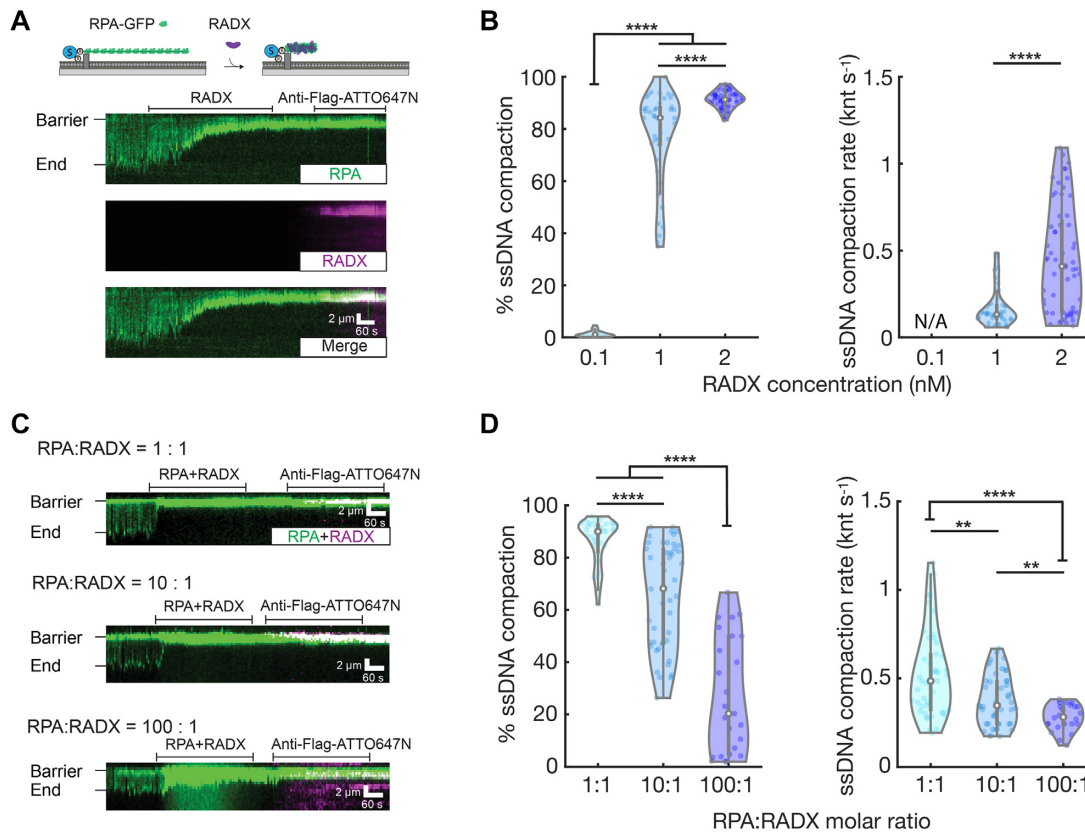 A
RPA-GFP
RADX
S
RADX
Anti-Flag-ATTO647N
Barrier
End
RPA
RADX
2 µm
60 s
Merge
B
****
****
% ssDNA compaction
100
80
60
40
20
0
0.1
1
2
****
ssDNA compaction rate (knt s-1)
1
0.5
0
N/A
0.1
1
2
RADX concentration (nM)
C
RPA:RADX = 1 : 1
RPA+RADX
Anti-Flag-ATTO647N
Barrier
End
2 µm
60 s
RPA+RADX
RPA:RADX = 10 : 1
RPA+RADX
Anti-Flag-ATTO647N
Barrier
End
2 µm
60 s
RPA:RADX = 100 : 1
RPA+RADX
Anti-Flag-ATTO647N
Barrier
End
2 µm
60 s
D
****
****
% ssDNA compaction
100
80
60
40
20
0
1:1
10:1
100:1
****
**
**
ssDNA compaction rate (knt s-1)
1.5
1
0.5
0
1:1
10:1
100:1
RPA:RADX molar ratio